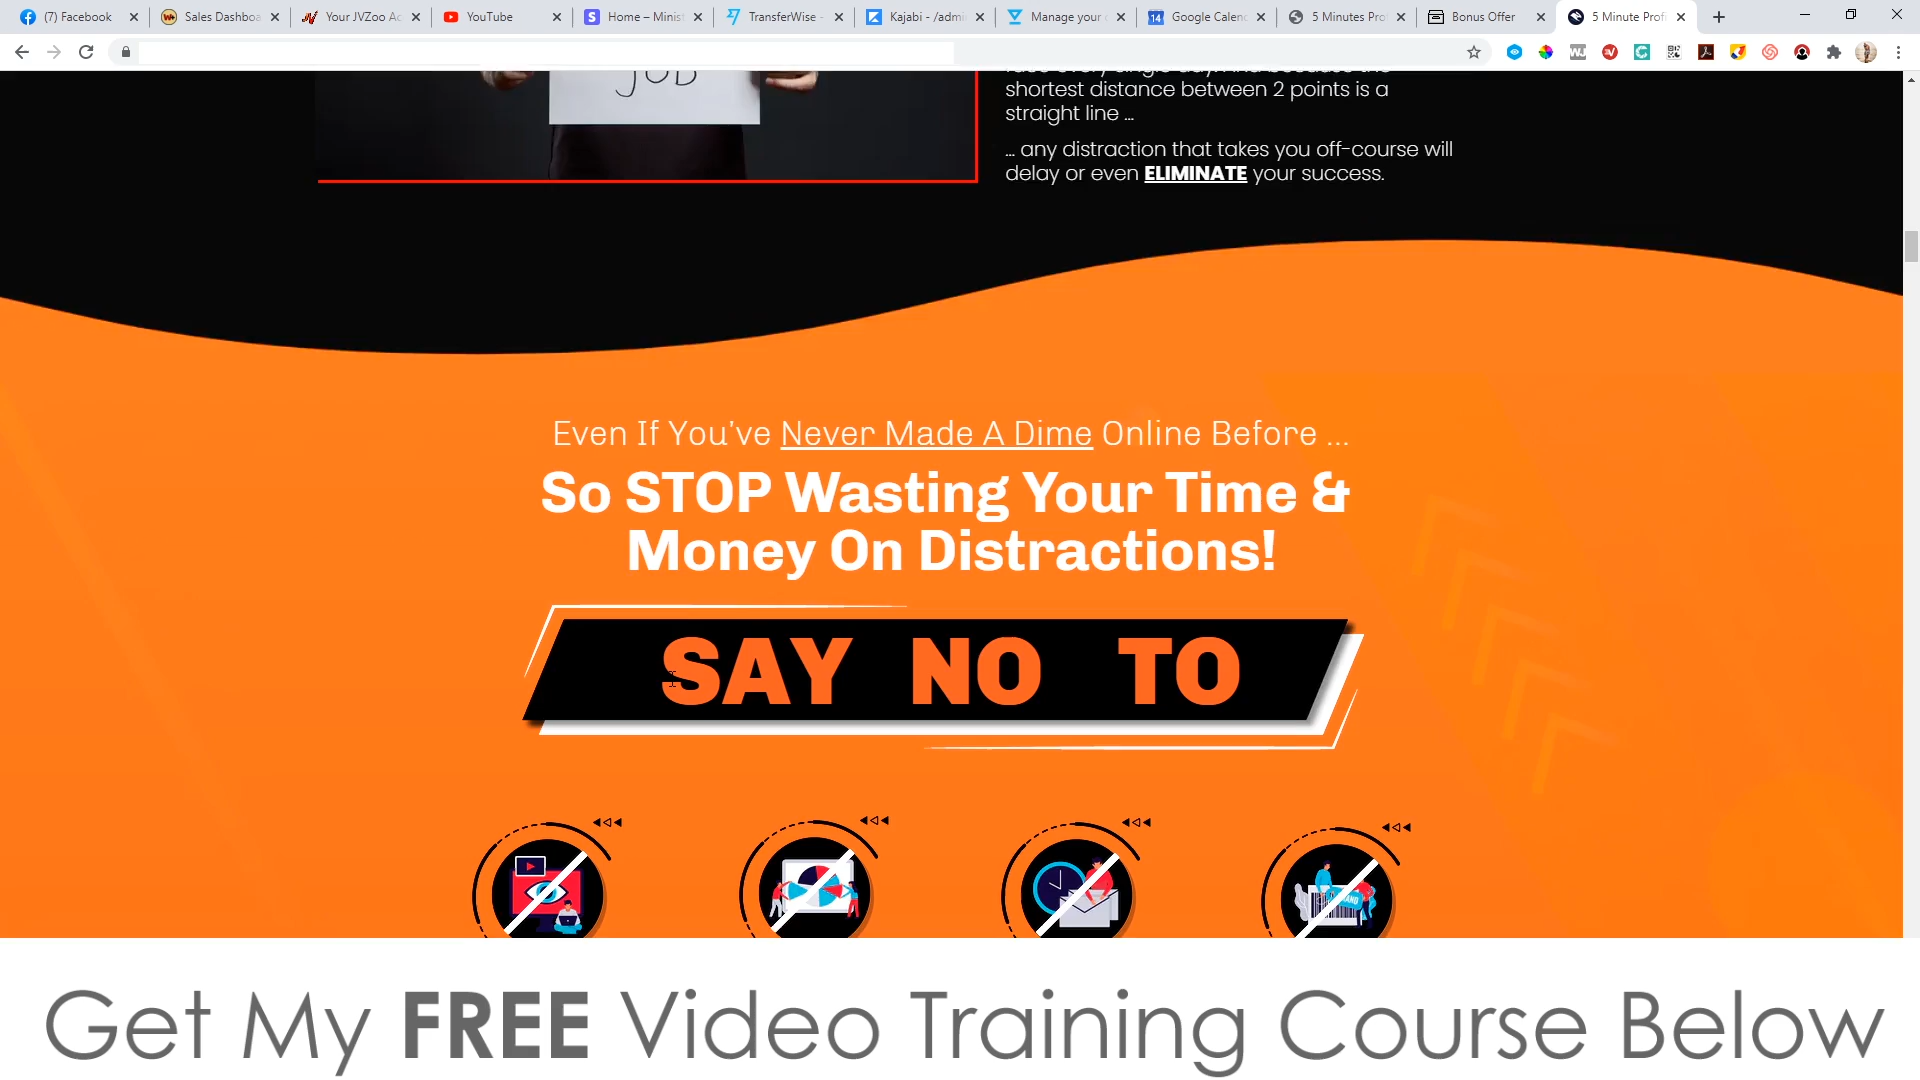 (7) Facebook
Sales Dashboa
Your JVZoo Ac
YouTube
Home – Minist
TransferWise -
Kajabi - /admi
Manage your
Google Calend
5 Minutes Prof
Bonus Offer
5 Minute Profi
JOB
shortest distance between 2 points is a
straight line ...
... any distraction that takes you off-course will
delay or even ELIMINATE your success.
Even If You've Never Made A Dime Online Before ...
So STOP Wasting Your Time &
Money On Distractions!
SAY NO TO
Get My FREE Video Training Course Below